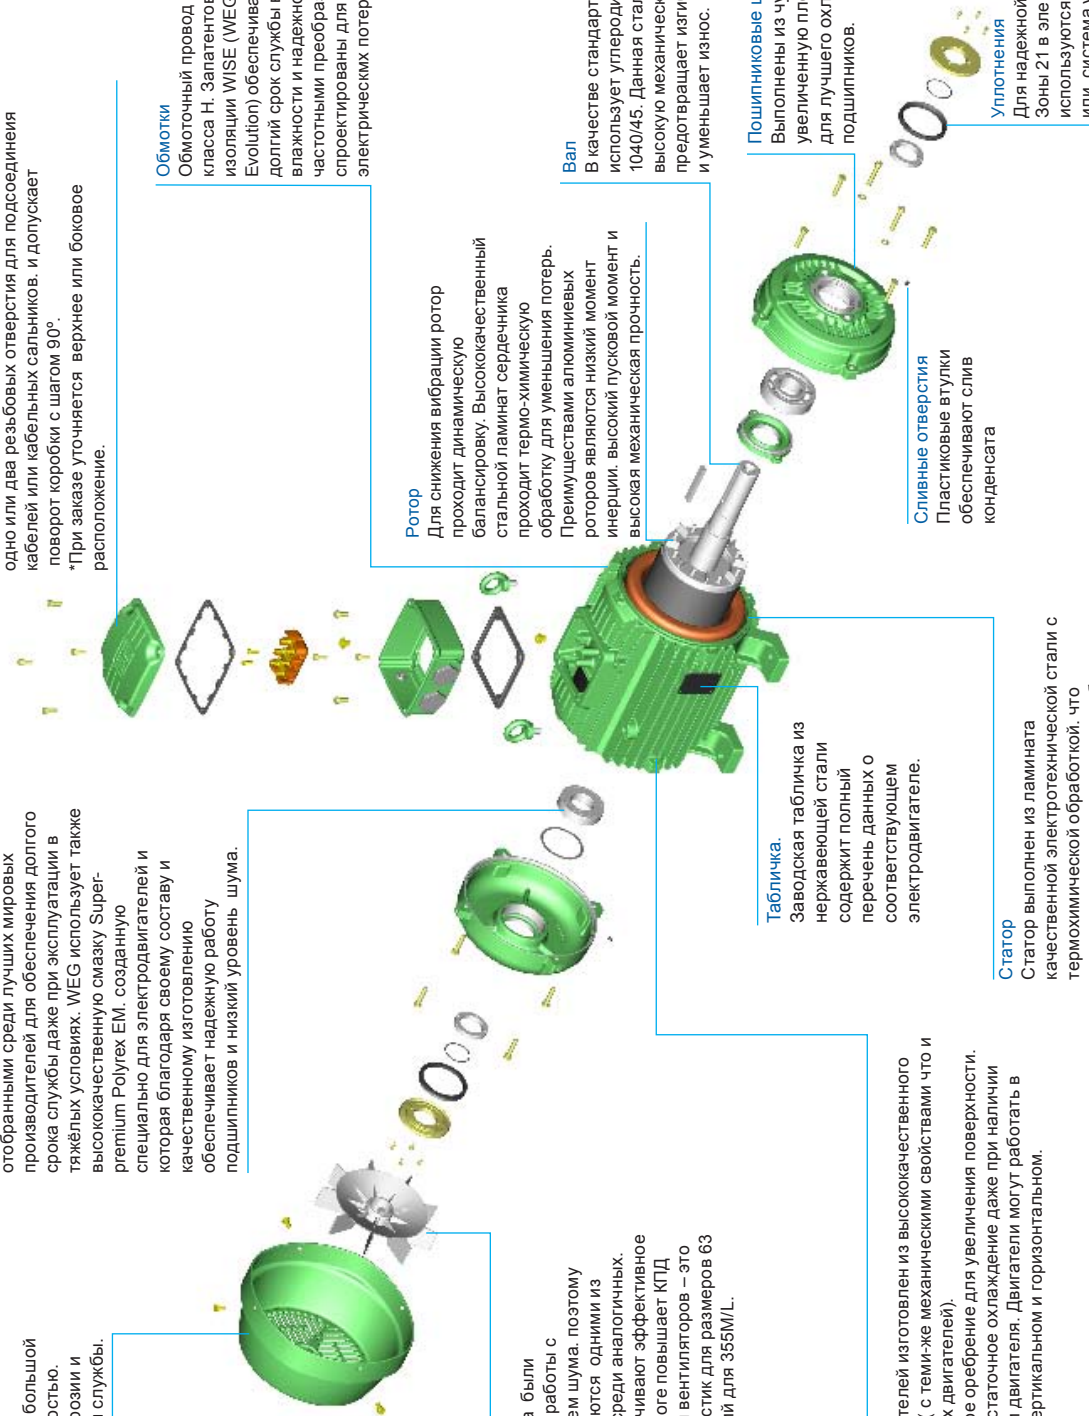 одно или два резьбовых отверстия для подсоединеия
кабелей или кабельных сальников. и допускает
поворот коробки с шагом 90º.
*При заказе уточняется верхнее или боковое
расположение.
Обмотки
Обмоточный провод
класса H. Запатентов
изоляции WISE (WEG
Evolution) обеспечива
долгий срок службы
влажности и надежно
частотными преобра
спроектированы для
электрических потер
отобранными среди лучших мировых
производителей для обеспечения долгого
срока службы даже при эксплуатации в
тяжёлых условиях. WEG использует также
высококачественную смазку Super-
premium Polyrex EM. созданную
специально для электродвигателей и
которая благодаря своему составу и
качественному изготовлению
обеспечивает надежную работу
подшипников и низкий уровень шума.
большой
остью.
розии и
службы.
Ротор
Для снижения вибрации ротор
проходит динамическую
балансировку. Высококачественный
стальной ламинат сердечника
проходит термо-химическую
обработку для уменьшения потерь.
Преимуществами алюминиевых
роторов являются низкий момент
инерции. высокий пусковой момент и
высокая механическая прочность.
Вал
В качестве стандарт
использует углероди
1040/45. Данная стал
высокую механическ
предотвращает изги
и уменьшает износ.
Пошипниковые щ
Выполнены из чу
увеличенную пло
для лучшего охл
подшипников.
Уплотнения
Для надежной
Зоны 21 в эле
используются
или система у
Сливные отверстия
Пластиковые втулки
обеспечивают слив
конденсата
Табличка.
Заводская табличка из
нержавеющей стали
содержит полный
перечень данных о
соответствующем
электродвигателе.
Статор
Статор выполнен из ламината
качественной электротехнической стали с
термохимической обработкой. что
а были
работы с
ем шума. поэтому
ются одними из
среди аналогичных.
чивают эффективное
оге повышает КПД
вентиляторов – это
стик для размеров 63
ий для 355M/L.
телей изготовлен из высококачественного
с теми-же механическими свойствами что и
х двигателей).
ое оребрение для увеличения поверхности.
статочное охлаждение даже при наличии
двигателя. Двигатели могут работать в
ертикальном и горизонтальном.